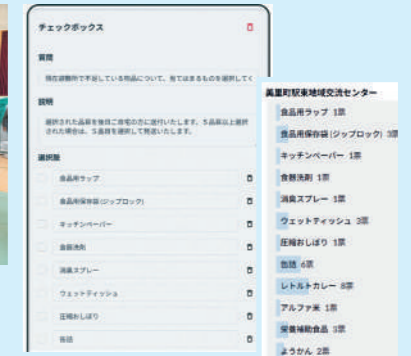 チェックボックス
質問
現在避難所で不足している物品について、当てはまるものを選択してく
説明
選択された品目を後日ご自宅の方に送付いたします。5品目以上選択
された場合は、5品目を選択して発送いたします。
選択肢
食品用ラップ
食品用保存袋(ジップロック)
キッチンペーパー
食器洗剤
消臭スプレー
ウェットティッシュ
圧縮おしぼり
缶詰
美里町駅東地域交流センター
食品用ラップ 1票
食品用保存袋(ジップロック) 3票
キッチンペーパー 1票
食器洗剤 1票
消臭スプレー 1票
ウェットティッシュ 3票
圧縮おしぼり 1票
缶詰 6票
レトルトカレー 8票
アルファ米 1票
栄養補助食品 3票
ようかん 2票